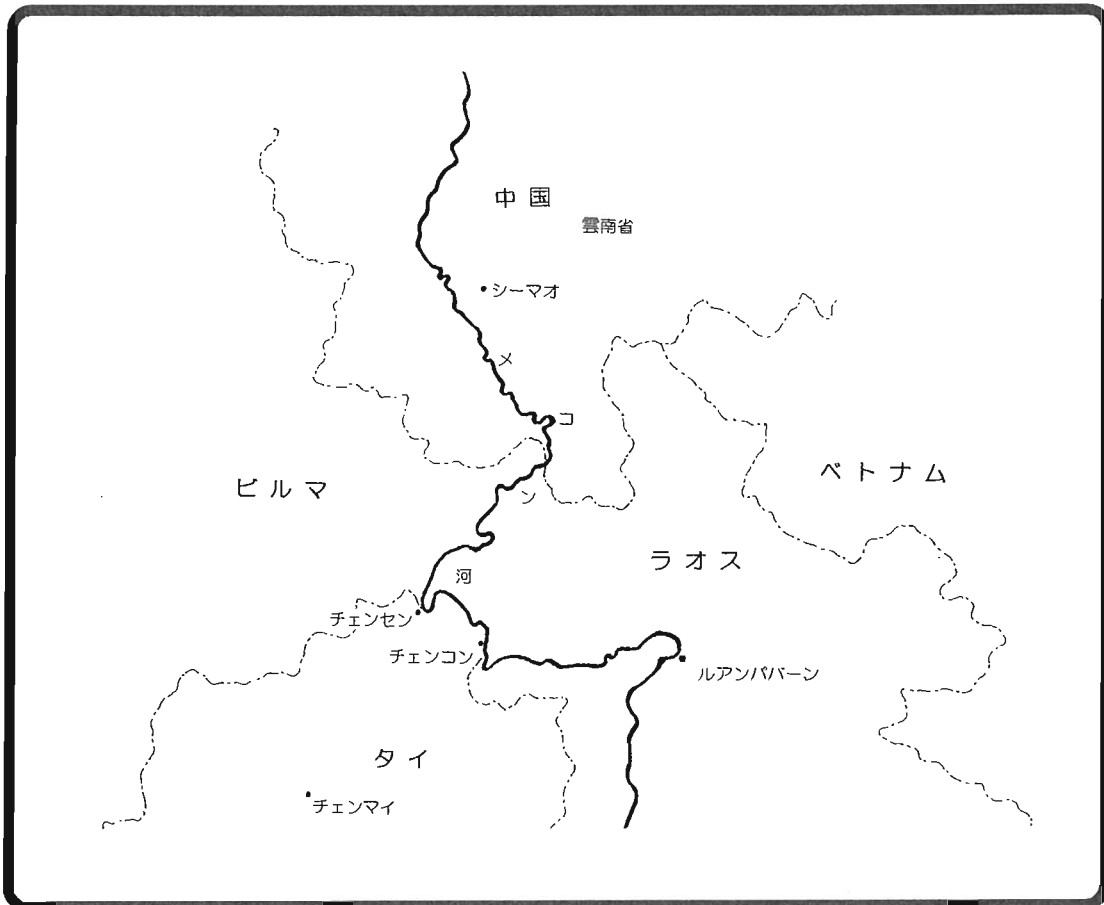 中国
雲南省
シーマオ
メコン河
ビルマ
ベトナム
ラオス
チェンセン
チェンコン
ルアンパバーン
タイ
チェンマイ